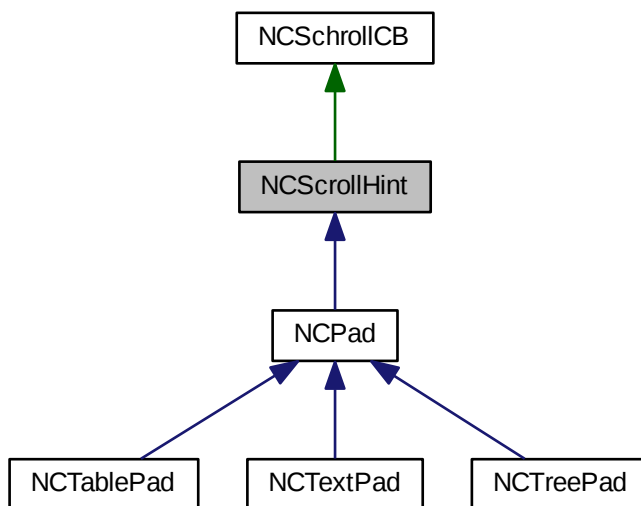 NCSchrollCB
NCScrollHint
NCPad
NCTablePad
NCTextPad
NCTreePad